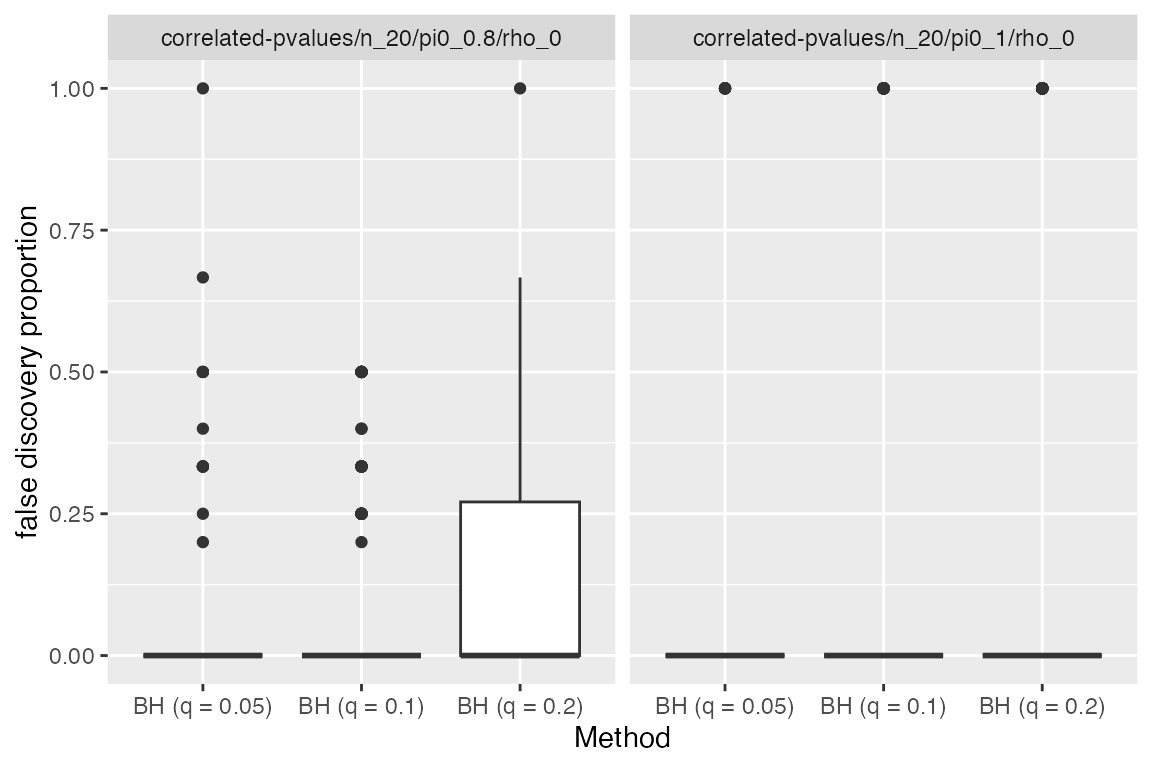 correlated-pvalues/n_20/pi0_0.8/rho_0
correlated-pvalues/n_20/pi0_1/rho_0
false discovery proportion
1.00
0.75
0.50
0.25
0.00
BH (q = 0.05)
BH (q = 0.1)
BH (q = 0.2)
BH (q = 0.05)
BH (q = 0.1)
BH (q = 0.2)
Method